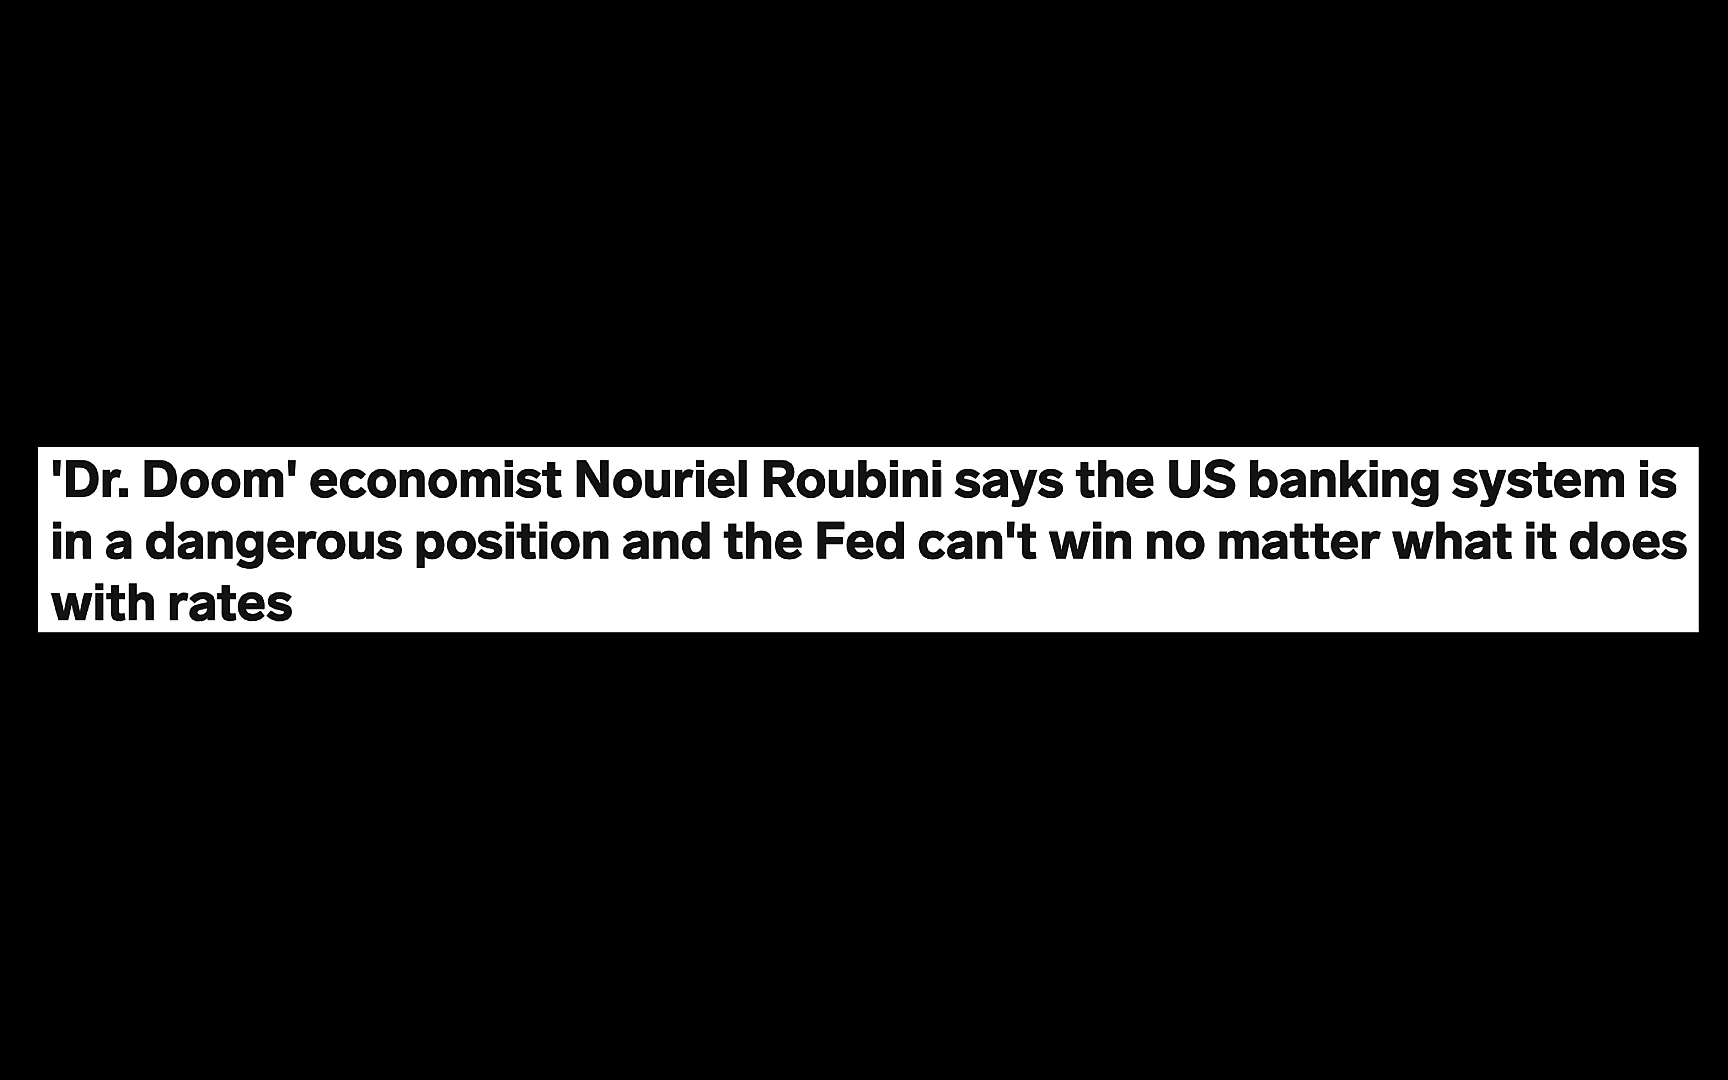 'Dr. Doom' economist Nouriel Roubini says the US banking system is
in a dangerous position and the Fed can't win no matter what it does
with rates